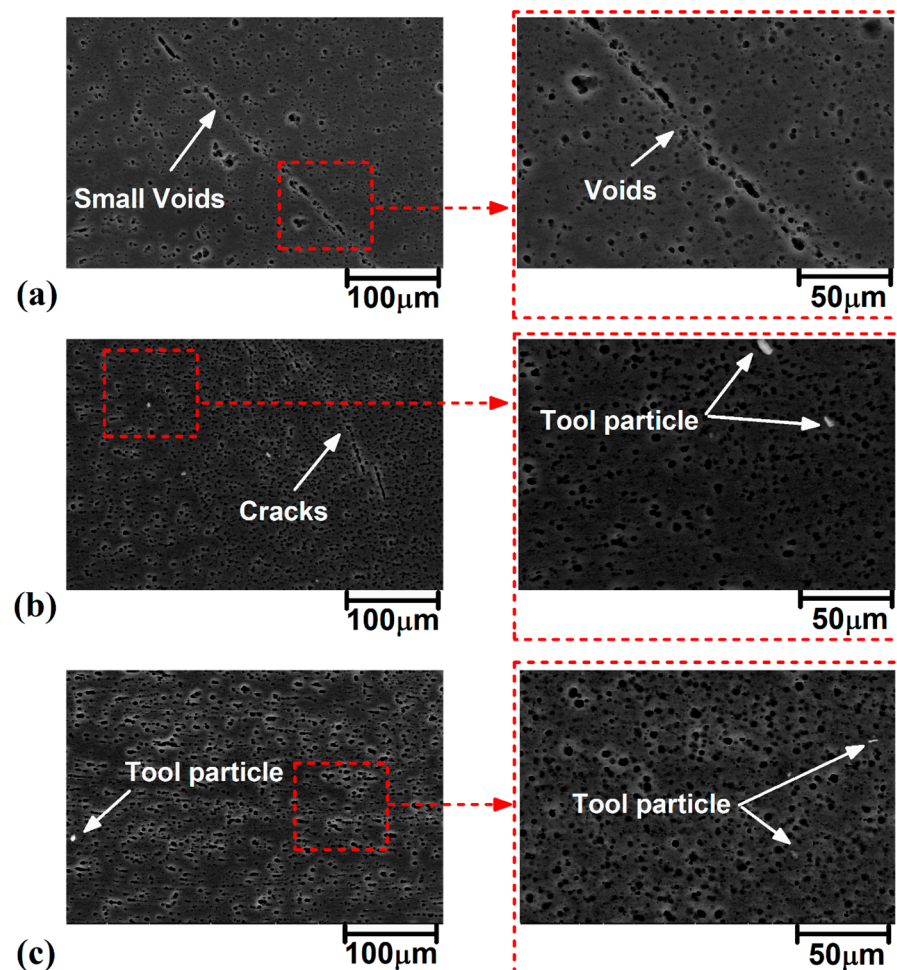 Small Voids
Voids
(a)
100μm
50μm
Tool particle
Cracks
(b)
100μm
50μm
Tool particle
Tool particle
(c)
100μm
50μm